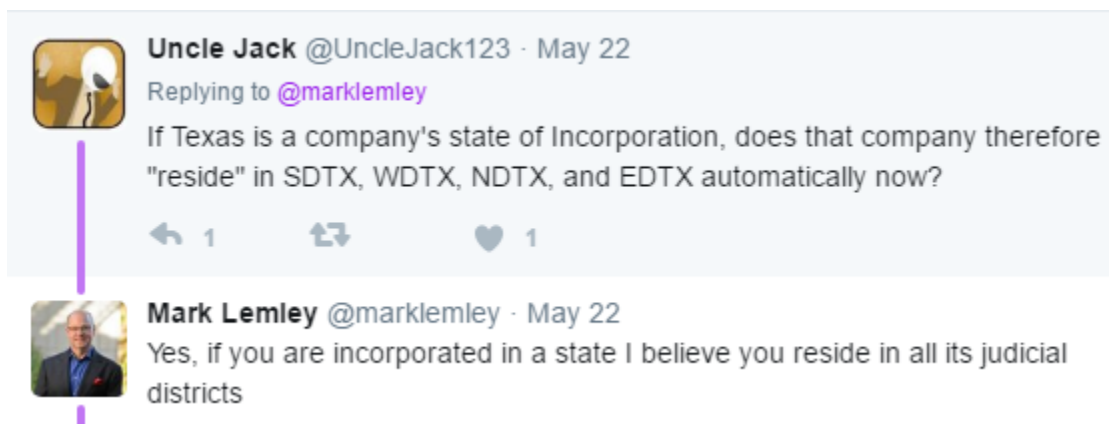 Uncle Jack @UncleJack123 · May 22
Replying to @marklemley
If Texas is a company's state of Incorporation, does that company therefore
"reside" in SDTX, WDTX, NDTX, and EDTX automatically now?
1 1
Mark Lemley @marklemley · May 22
Yes, if you are incorporated in a state I believe you reside in all its judicial
districts